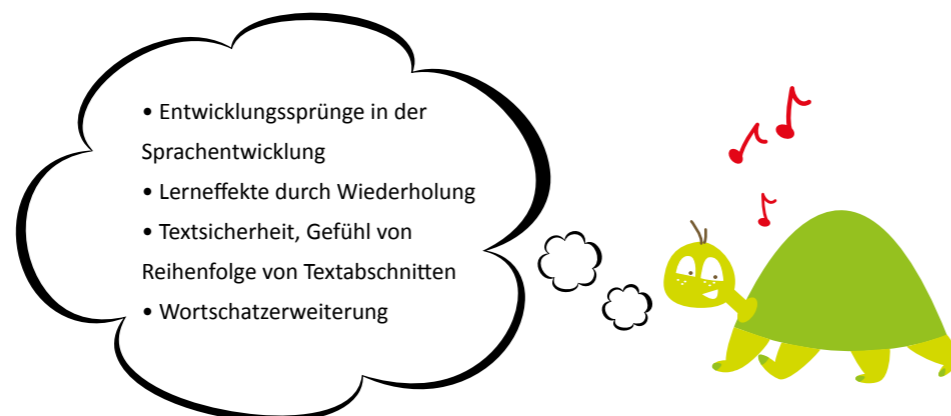 • Entwicklungssprünge in der
Sprachentwicklung
• Lerneffekte durch Wiederholung
• Textsicherheit, Gefühl von
Reihenfolge von Textabschnitten
• Wortschatzerweiterung